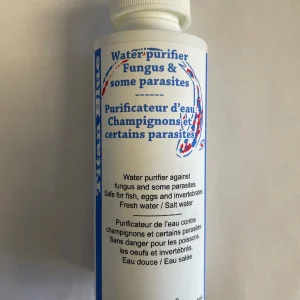 Water purifier
Fungus &
some parasites
------
Purificateur d'eau
Champignons et
certains parasites
Water purifier against
fungus and some parasites.
Safe for fish, eggs and invertebrates
Fresh water / Salt water
--------------------
Purificateur de l'eau contre
champignons et certains parasites
Sans danger pour les poissons,
les oeufs et invertébrés.
Eau douce / Eau salée